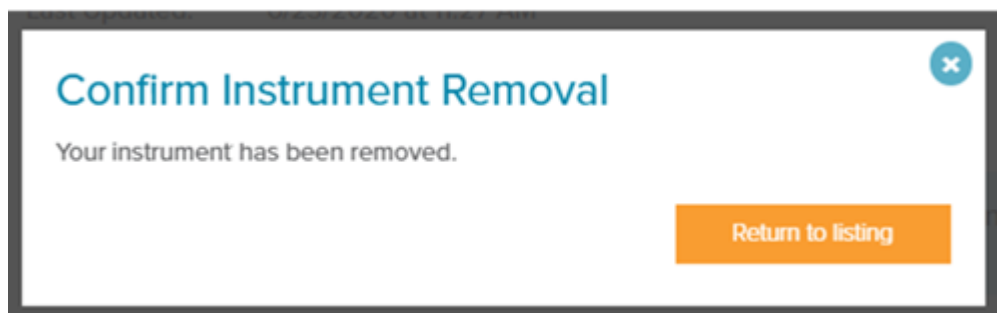 Confirm Instrument Removal
Your instrument has been removed.
Return to listing